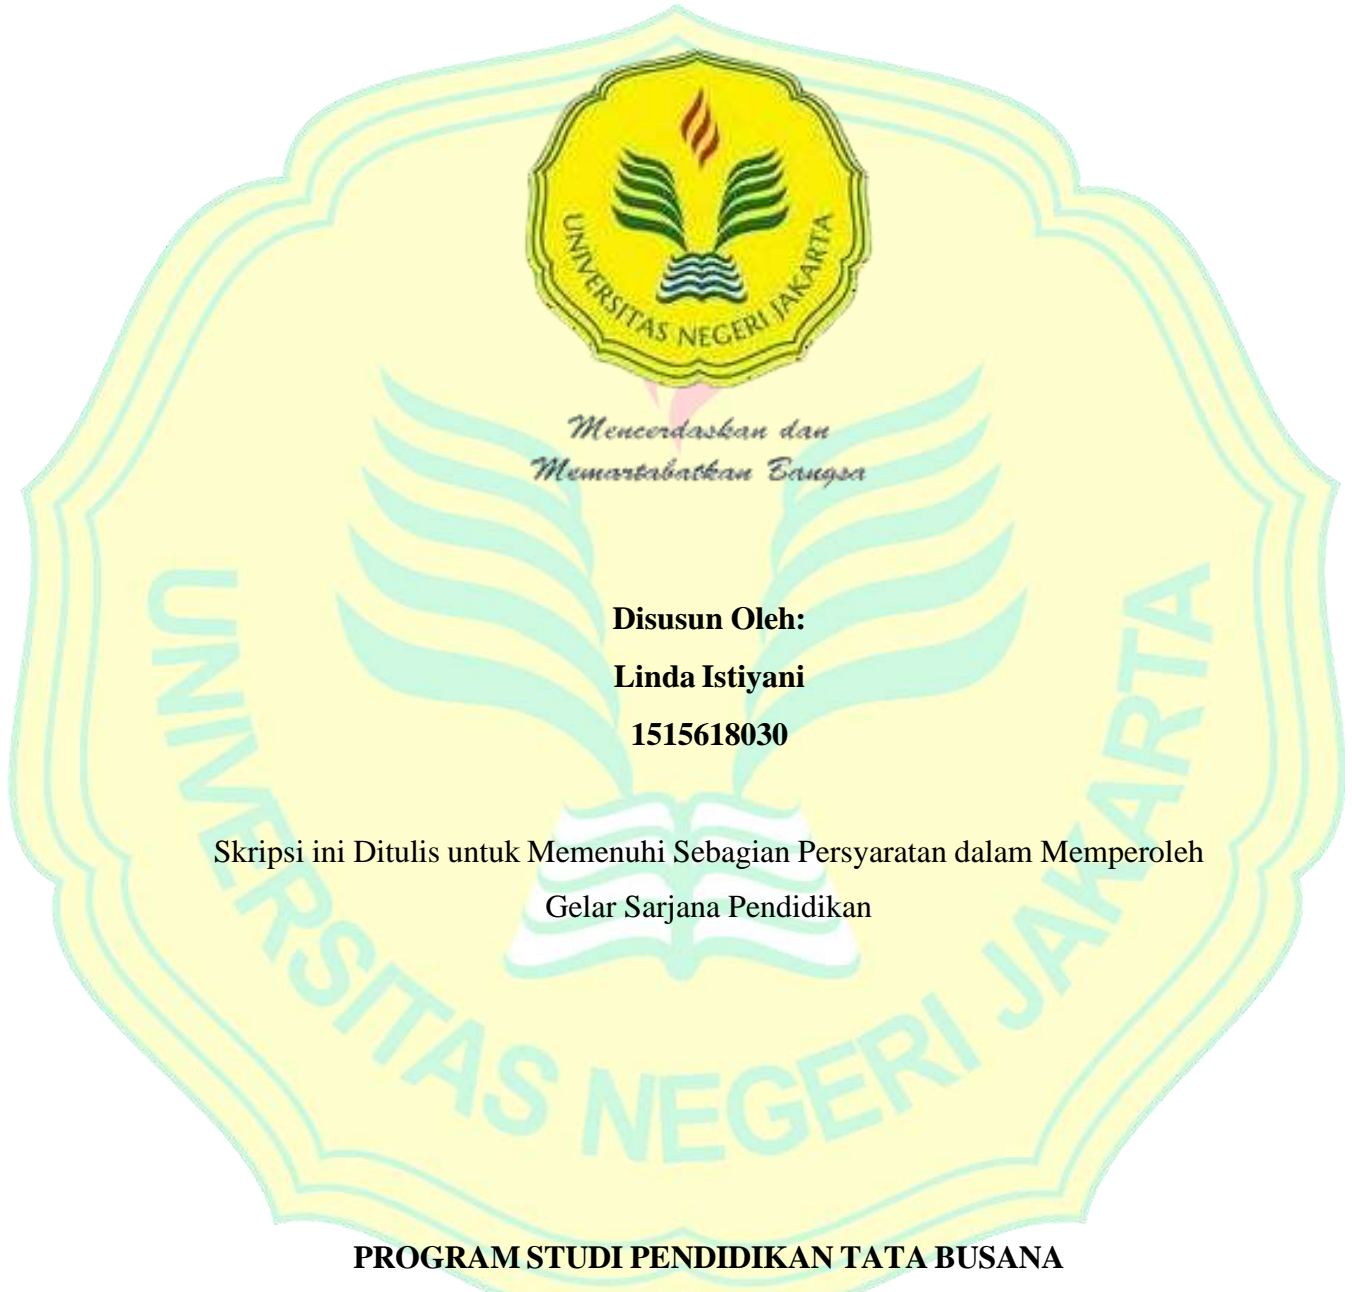 UNIVERSITAS NEGERI JAKARTA
Mencerdaskan dan
Memartabatkan Bangsa
Disusun Oleh:
Linda Istiyani
1515618030
Skripsi ini Ditulis untuk Memenuhi Sebagian Persyaratan dalam Memperoleh
Gelar Sarjana Pendidikan
UNIVERSITAS NEGERI JAKARTA
PROGRAM STUDI PENDIDIKAN TATA BUSANA